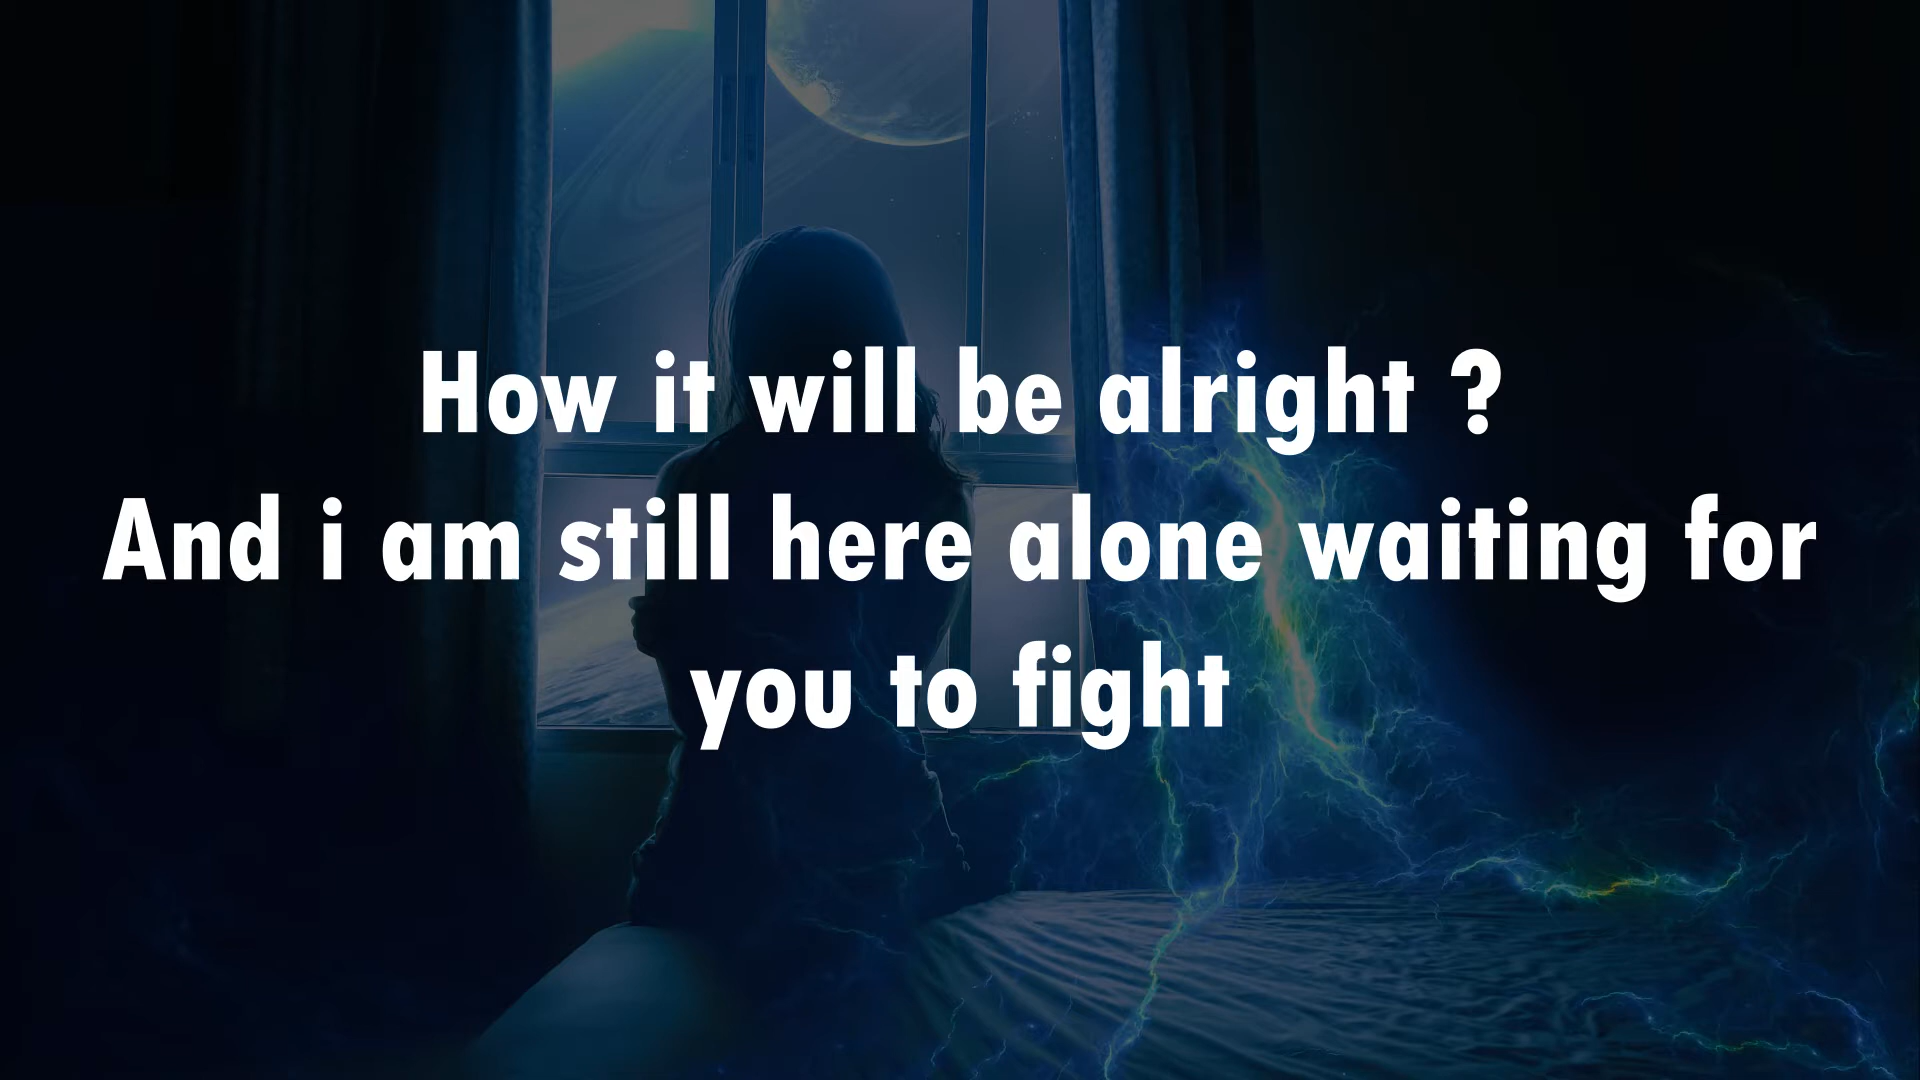 How it will be alright ?
And i am still here alone waiting for
you to fight